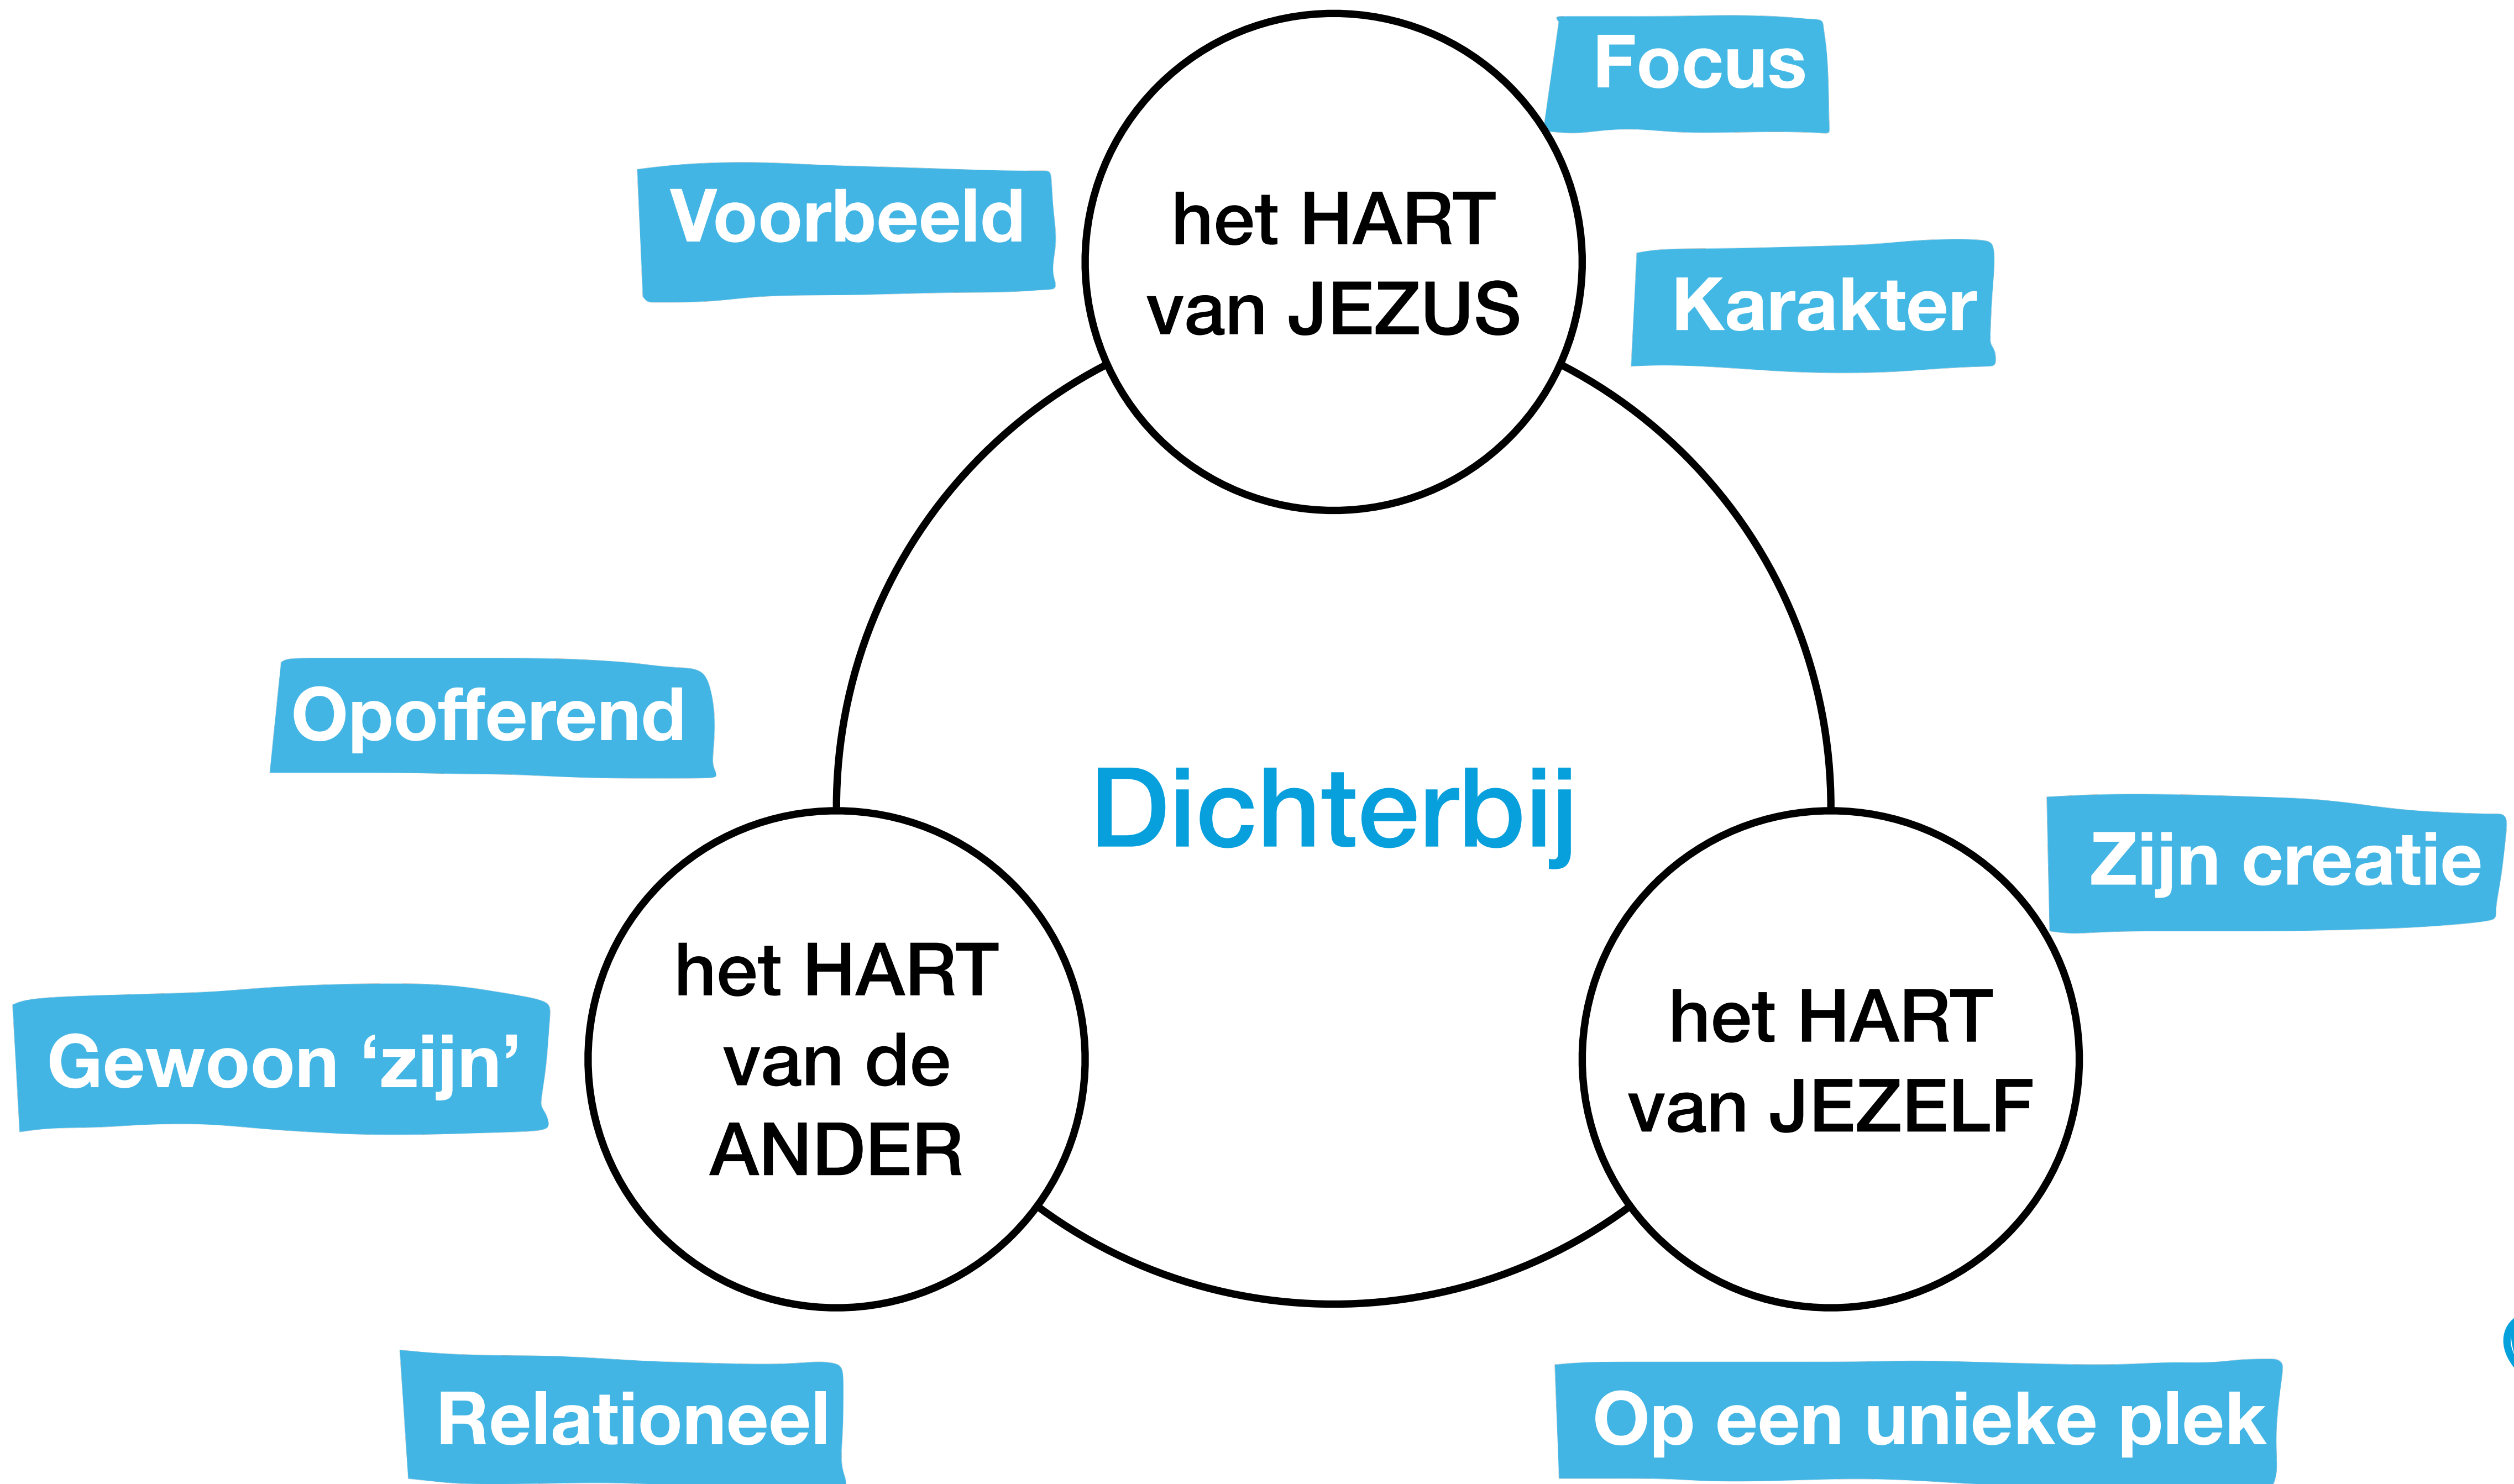 Focus
Voorbeeld
het HART
van JEZUS
Karakter
Opofferend
Dichterbij
Zijn creatie
het HART
van de
ANDER
Gewoon ‘zijn’
het HART
van JEZELF
Relationeel
Op een unieke plek